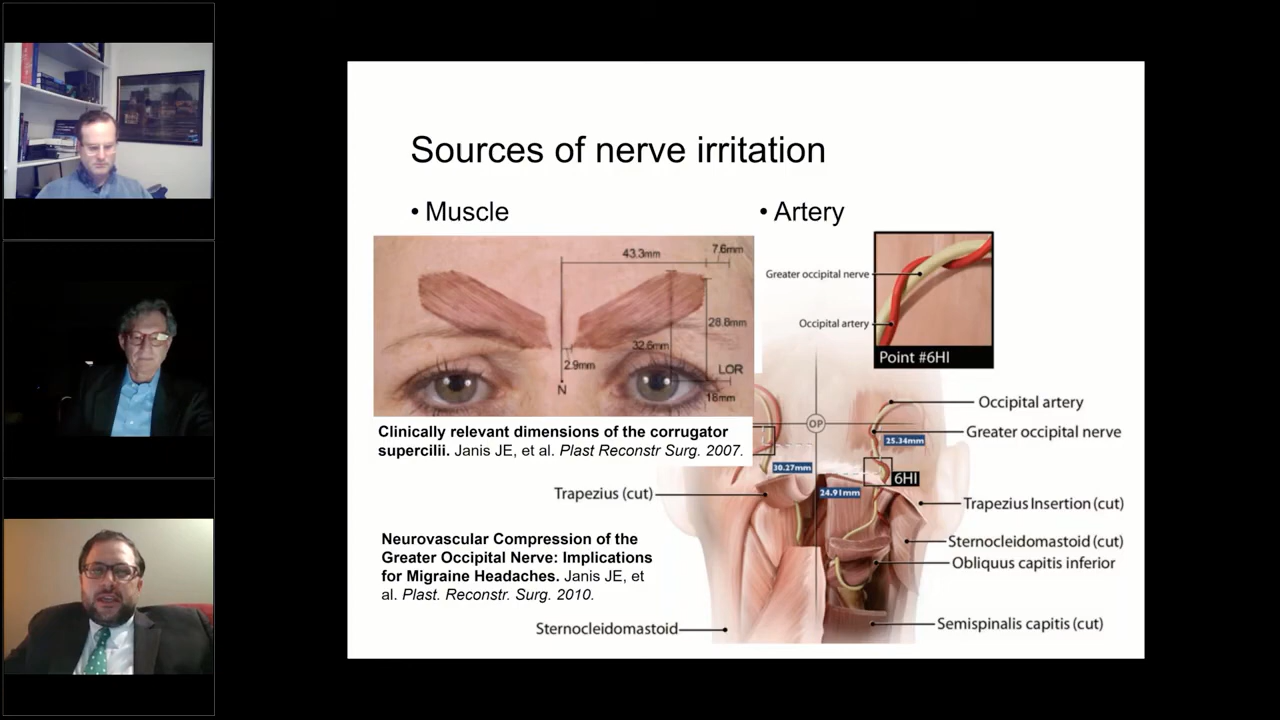 Sources of nerve irritation
• Muscle
43.3mm
7.6mm
28.8mm
32.6mm
2.9mm
LOR
N
18mm
Clinically relevant dimensions of the corrugator
supercilii. Janis JE, et al. Plast Reconstr Surg. 2007.
Neurovascular Compression of the
Greater Occipital Nerve: Implications
for Migraine Headaches. Janis JE, et
al. Plast. Reconstr. Surg. 2010.
• Artery
Greater occipital nerve
Occipital artery
Point #6HI
Occipital artery
OP
Greater occipital nerve
25.34mm
30.27mm
6HI
24.91mm
Trapezius (cut)
Trapezius Insertion (cut)
Sternocleidomastoid (cut)
Obliquus capitis inferior
Semispinalis capitis (cut)
Sternocleidomastoid